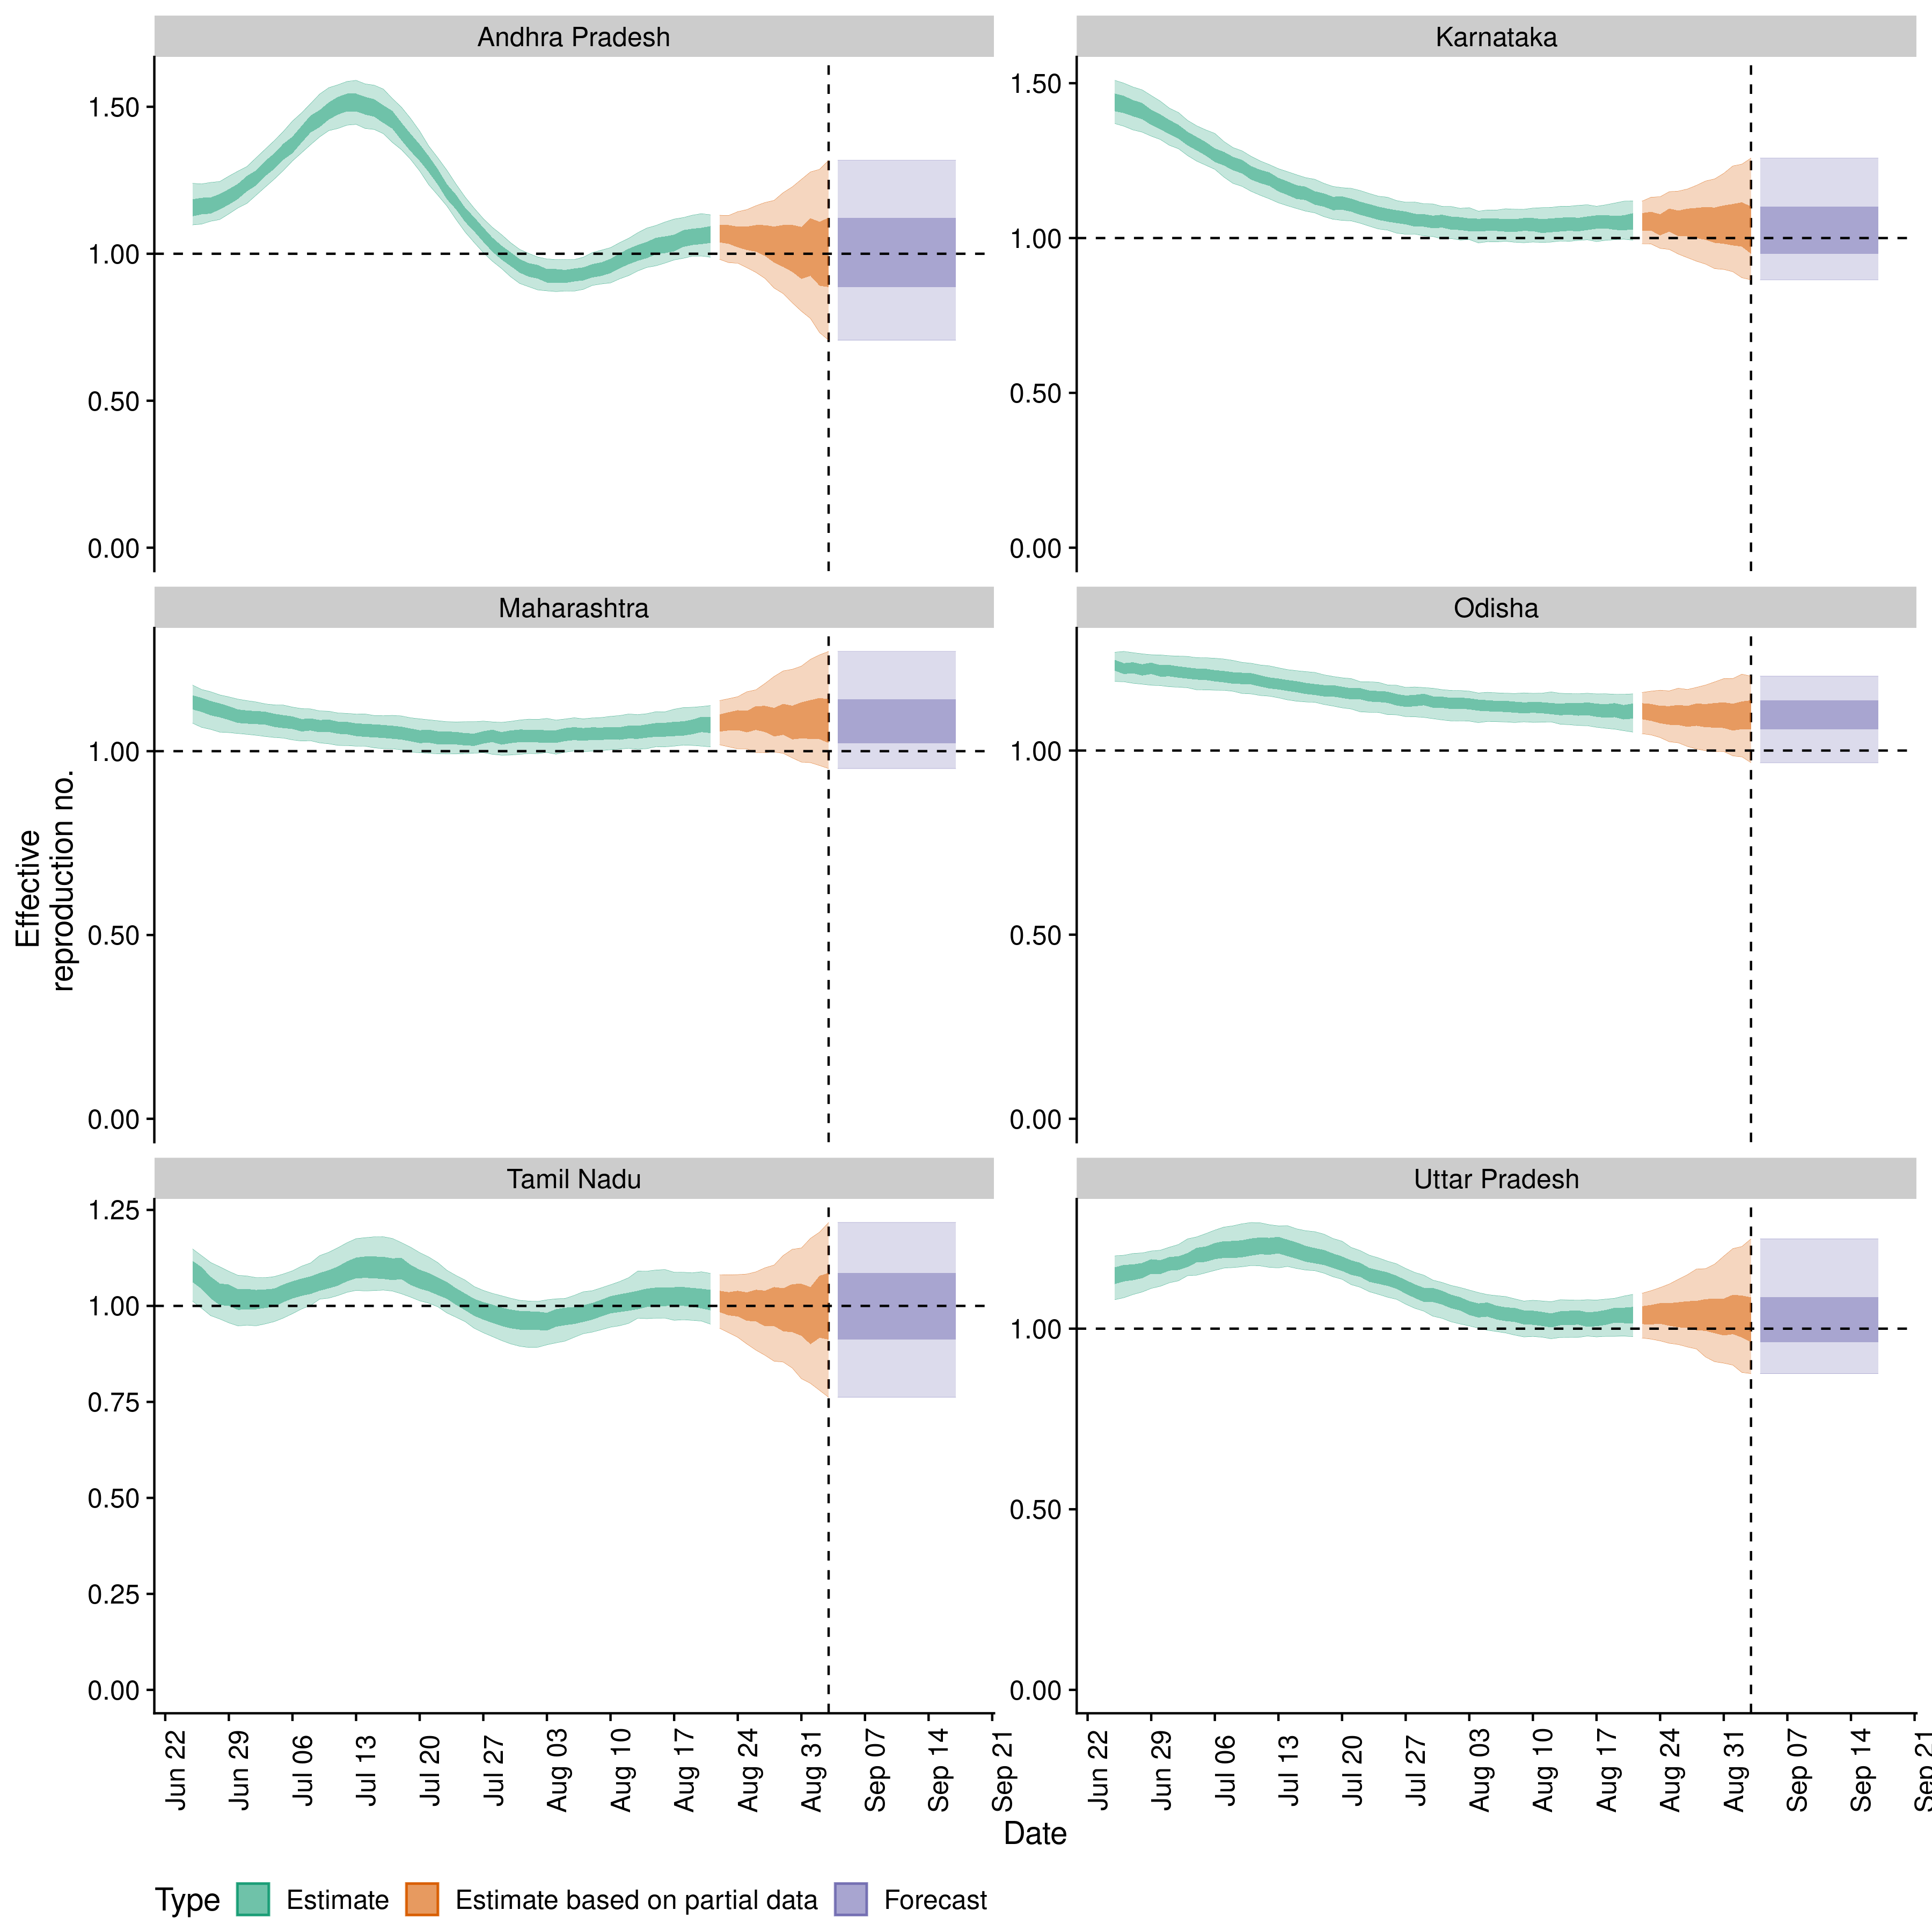 Andhra Pradesh
Karnataka
1.50
1.00
0.50
0.00
1.50
1.00
0.50
0.00
Maharashtra
Odisha
1.00
0.50
0.00
1.00
0.50
0.00
Tamil Nadu
Uttar Pradesh
1.25
1.00
0.75
0.50
0.25
0.00
1.00
0.50
0.00
Effective
reproduction no.
Jun 22
Jun 29
Jul 06
Jul 13
Jul 20
Jul 27
Aug 03
Aug 10
Aug 17
Aug 24
Aug 31
Sep 07
Sep 14
Sep 21
Jun 22
Jun 29
Jul 06
Jul 13
Jul 20
Jul 27
Aug 03
Aug 10
Aug 17
Aug 24
Aug 31
Sep 07
Sep 14
Sep 21
Date
Type Estimate Estimate based on partial data Forecast